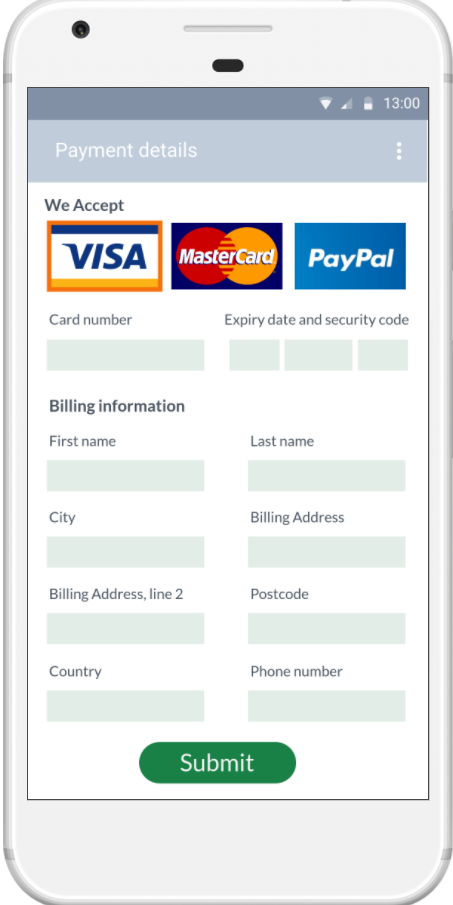 13:00
Payment details
We Accept
VISA MasterCard PayPal
Card number Expiry date and security code
Billing information
First name Last name
City Billing Address
Billing Address, line 2 Postcode
Country Phone number
Submit